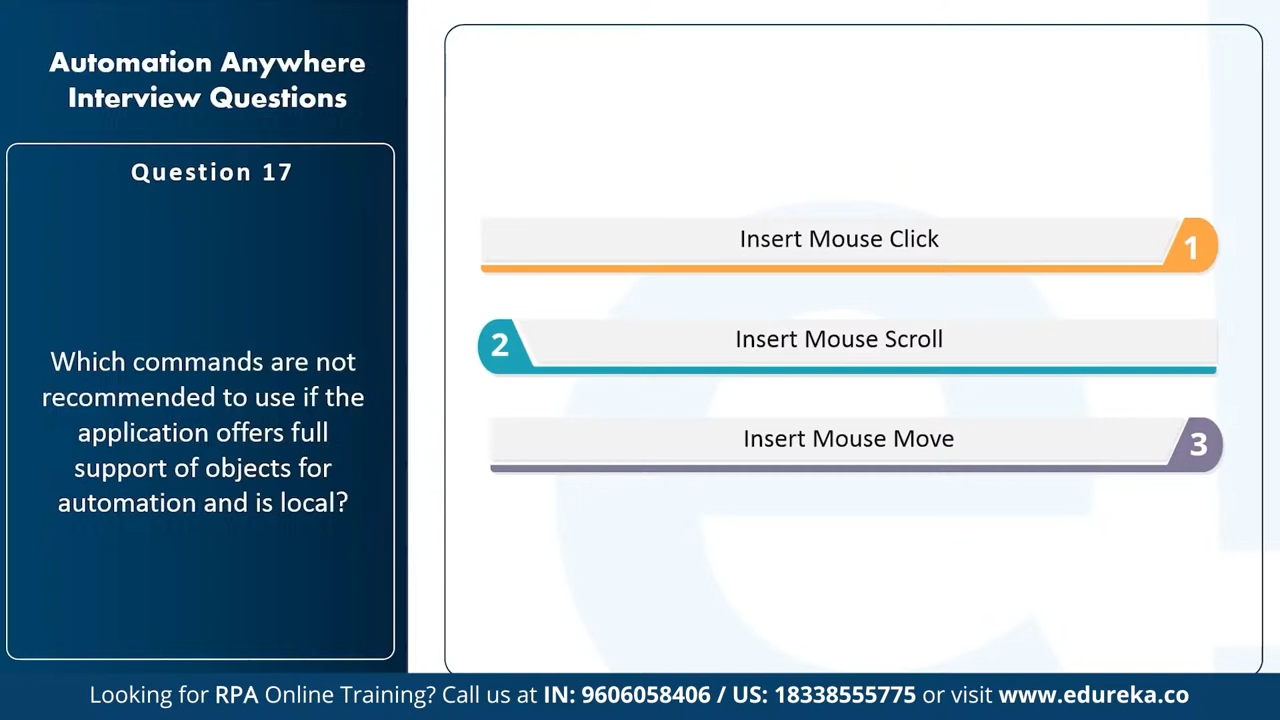 Automation Anywhere
Interview Questions
Question 17
Which commands are not
recommended to use if the
application offers full
support of objects for
automation and is local?
Insert Mouse Click
1
2
Insert Mouse Scroll
Insert Mouse Move
3
Looking for RPA Online Training? Call us at IN: 9606058406 / US: 18338555775 or visit www.edureka.co